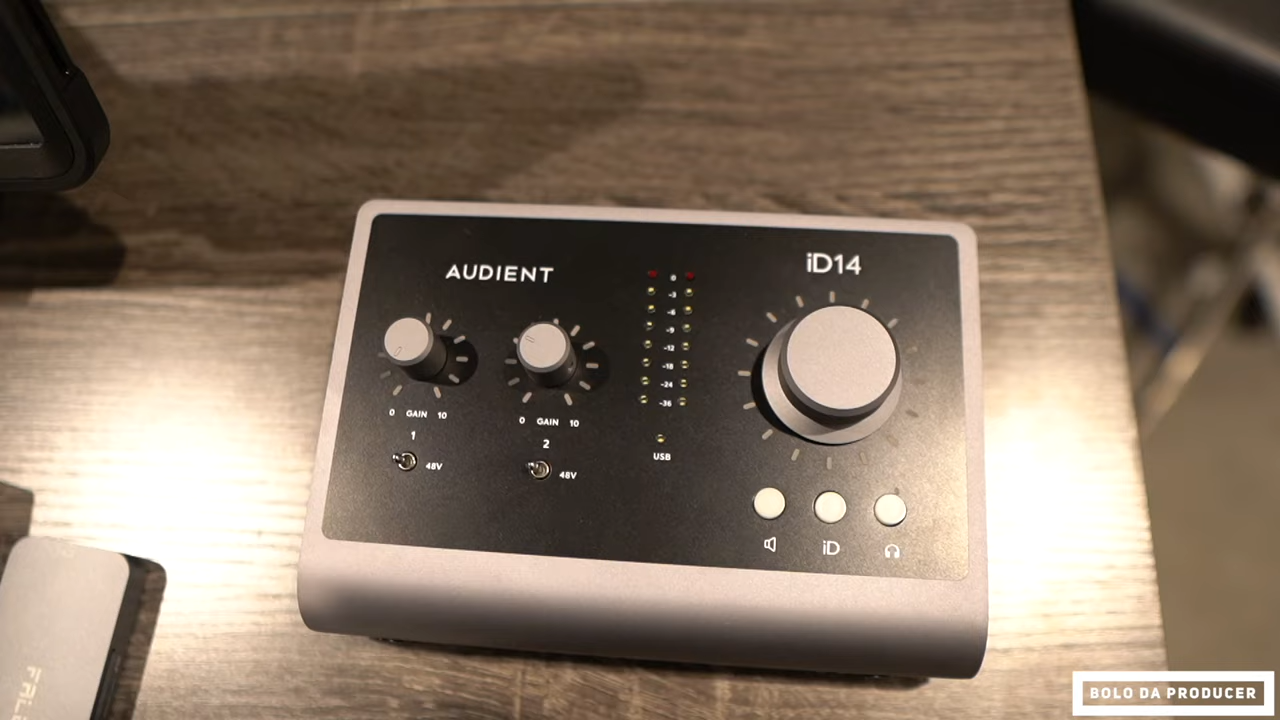 AUDIENT
iD14
0
-3
-6
-9
-12
-18
-24
-36
0 GAIN 10
0 GAIN 10
1
2
48V
48V
USB
iD
BOLO DA PRODUCER